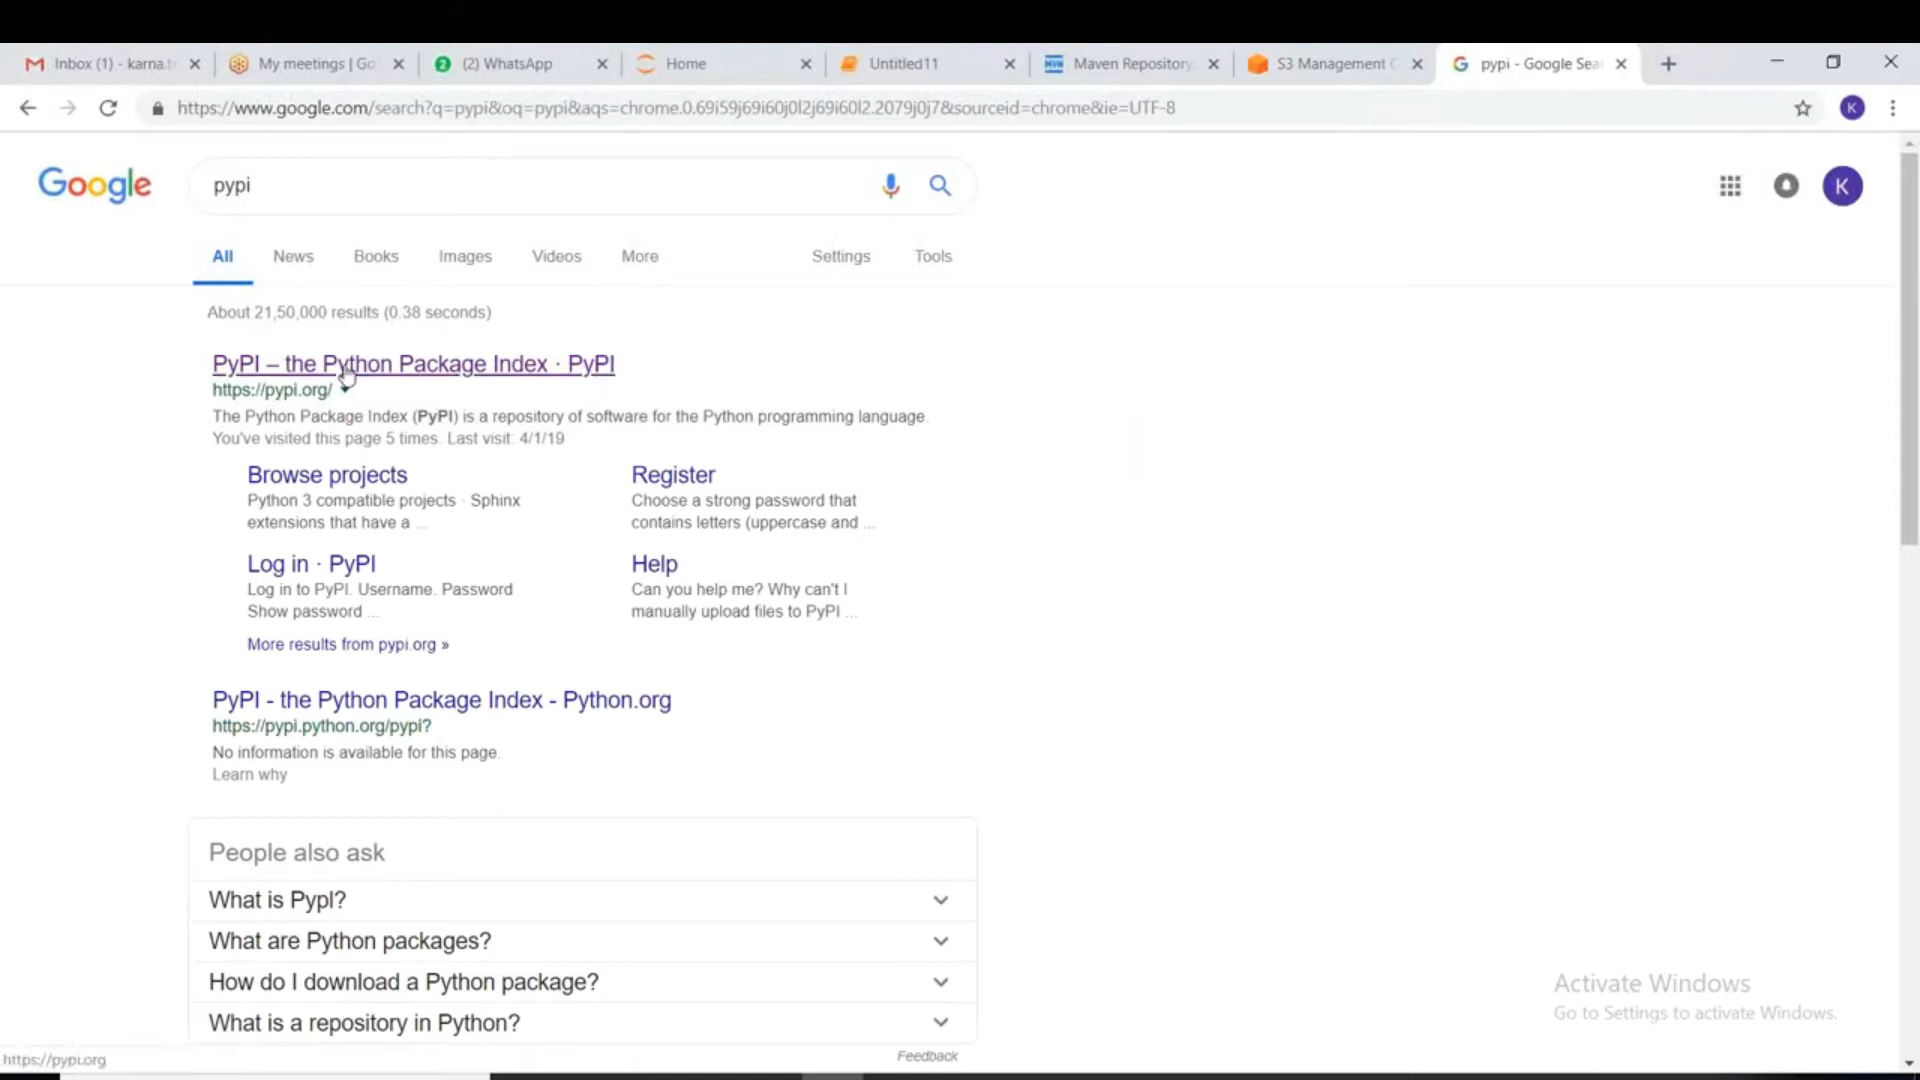 Inbox (1) - karna.t
My meetings | Go
(2) WhatsApp
Home
Untitled11
Maven Repository
S3 Management C
pypi - Google Sea
https://www.google.com/search?q=pypi&oq=pypi&aqs=chrome.0.69i59j69i60j0l2j69i60l2.2079j0j7&sourceid=chrome&ie=UTF-8
K
Google
pypi
K
All
News
Books
Images
Videos
More
Settings
Tools
About 21,50,000 results (0.38 seconds)
PyPI – the Python Package Index · PyPI
https://pypi.org/
The Python Package Index (PyPI) is a repository of software for the Python programming language.
You've visited this page 5 times. Last visit: 4/1/19
Browse projects
Python 3 compatible projects · Sphinx
extensions that have a ...
Register
Choose a strong password that
contains letters (uppercase and ...
Log in · PyPI
Log in to PyPI. Username. Password
Show password ...
Help
Can you help me? Why can't I
manually upload files to PyPI ...
More results from pypi.org »
PyPI - the Python Package Index - Python.org
https://pypi.python.org/pypi?
No information is available for this page.
Learn why
People also ask
What is PypI?
What are Python packages?
How do I download a Python package?
What is a repository in Python?
Feedback
Activate Windows
Go to Settings to activate Windows.
https://pypi.org